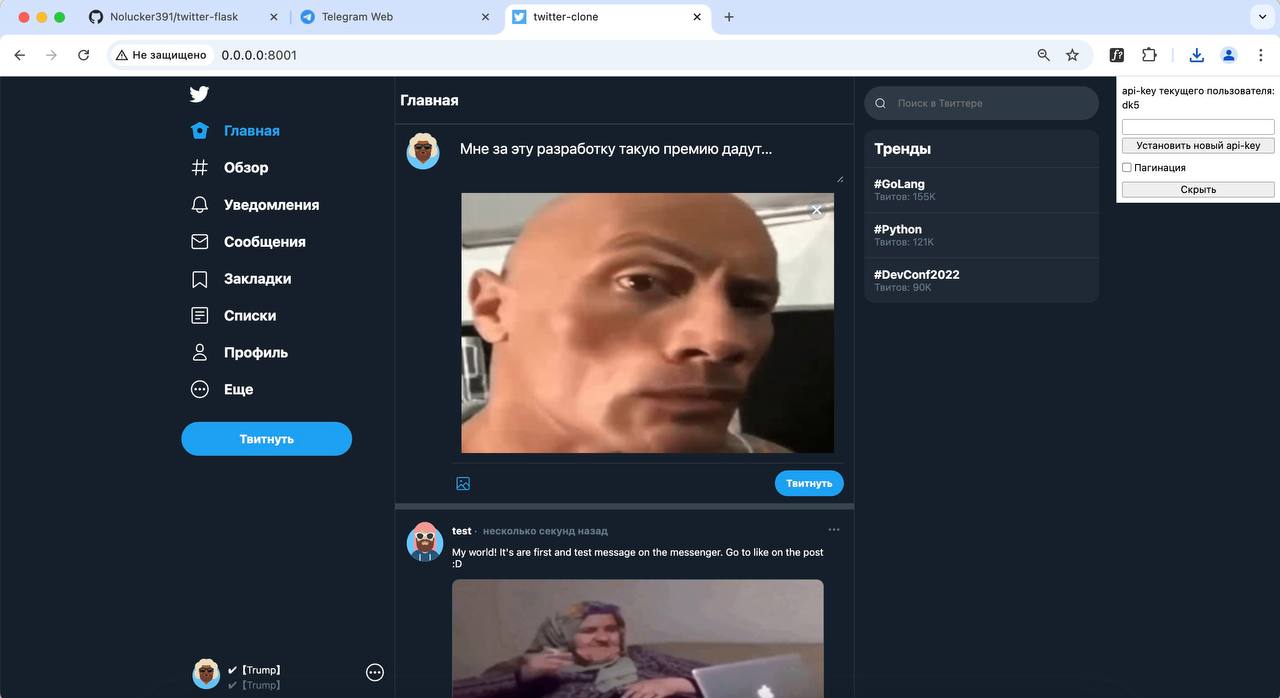 Nolucker391/twitter-flask
Telegram Web
twitter-clone
Не защищено
0.0.0.0:8001
f?
Главная
Обзор
Уведомления
Сообщения
Закладки
Списки
Профиль
Еще
Твитнуть
✔【Trump】
✔【Trump】
Главная
Мне за эту разработку такую премию дадут...
Твитнуть
test · несколько секунд назад
My world! It's are first and test message on the messenger. Go to like on the post
:D
Поиск в Твиттере
Тренды
#GoLang
Твитов: 155K
#Python
Твитов: 121K
#DevConf2022
Твитов: 90K
api-key текущего пользователя:
dk5
Установить новый api-key
Пагинация
Скрыть